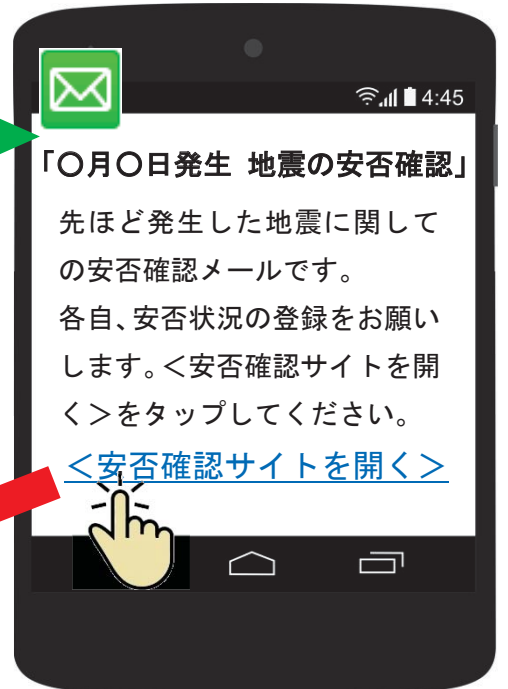 4:45
「〇月〇日発生 地震の安否確認」
先ほど発生した地震に関して
の安否確認メールです。
各自、安否状況の登録をお願い
します。＜安否確認サイトを開
く＞をタップしてください。
＜安否確認サイトを開く＞